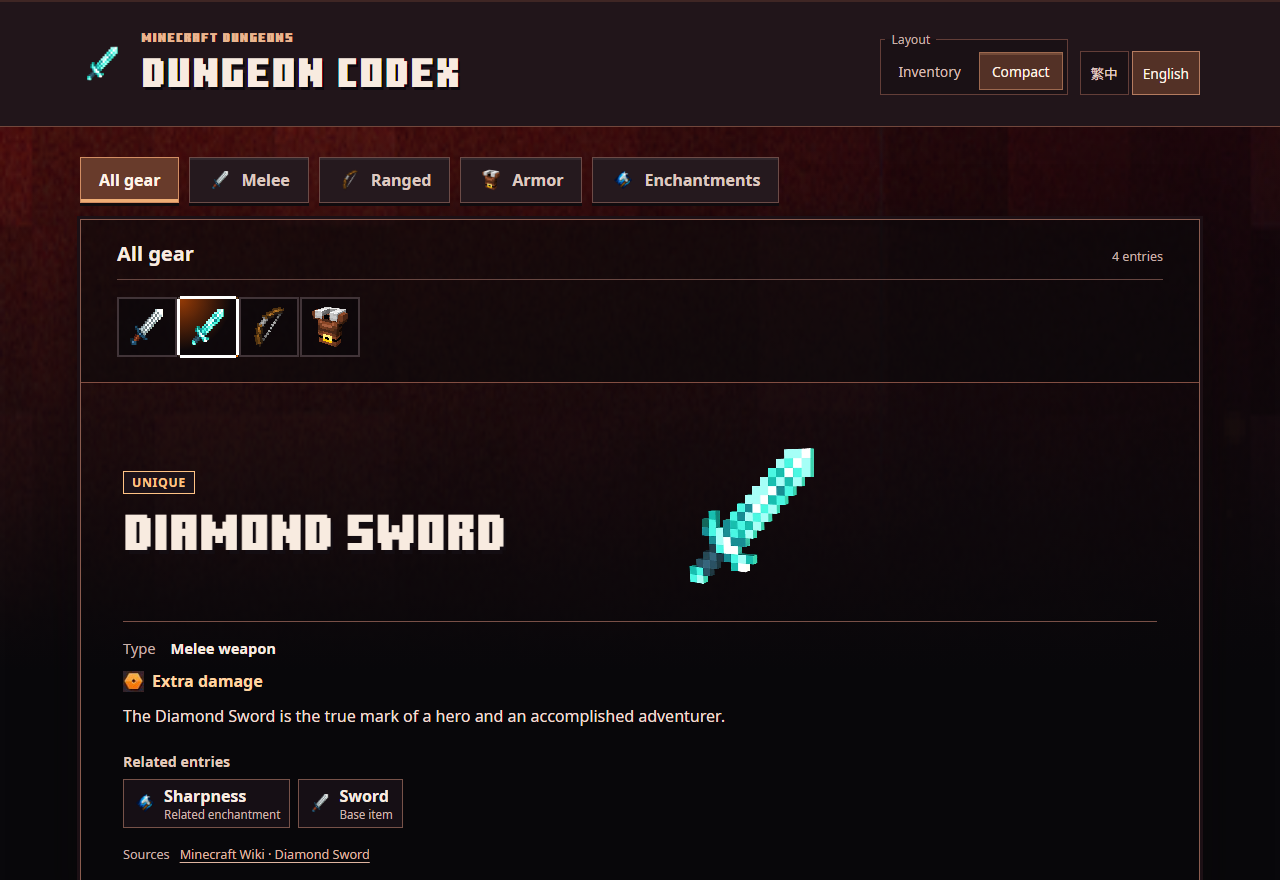 MINECRAFT DUNGEONS
DUNGEON CODEX
Layout
Inventory Compact
繁中 English
All gear Melee Ranged Armor Enchantments
All gear
4 entries
UNIQUE
DIAMOND SWORD
Type Melee weapon
Extra damage
The Diamond Sword is the true mark of a hero and an accomplished adventurer.
Related entries
Sharpness
Related enchantment
Sword
Base item
Sources Minecraft Wiki · Diamond Sword